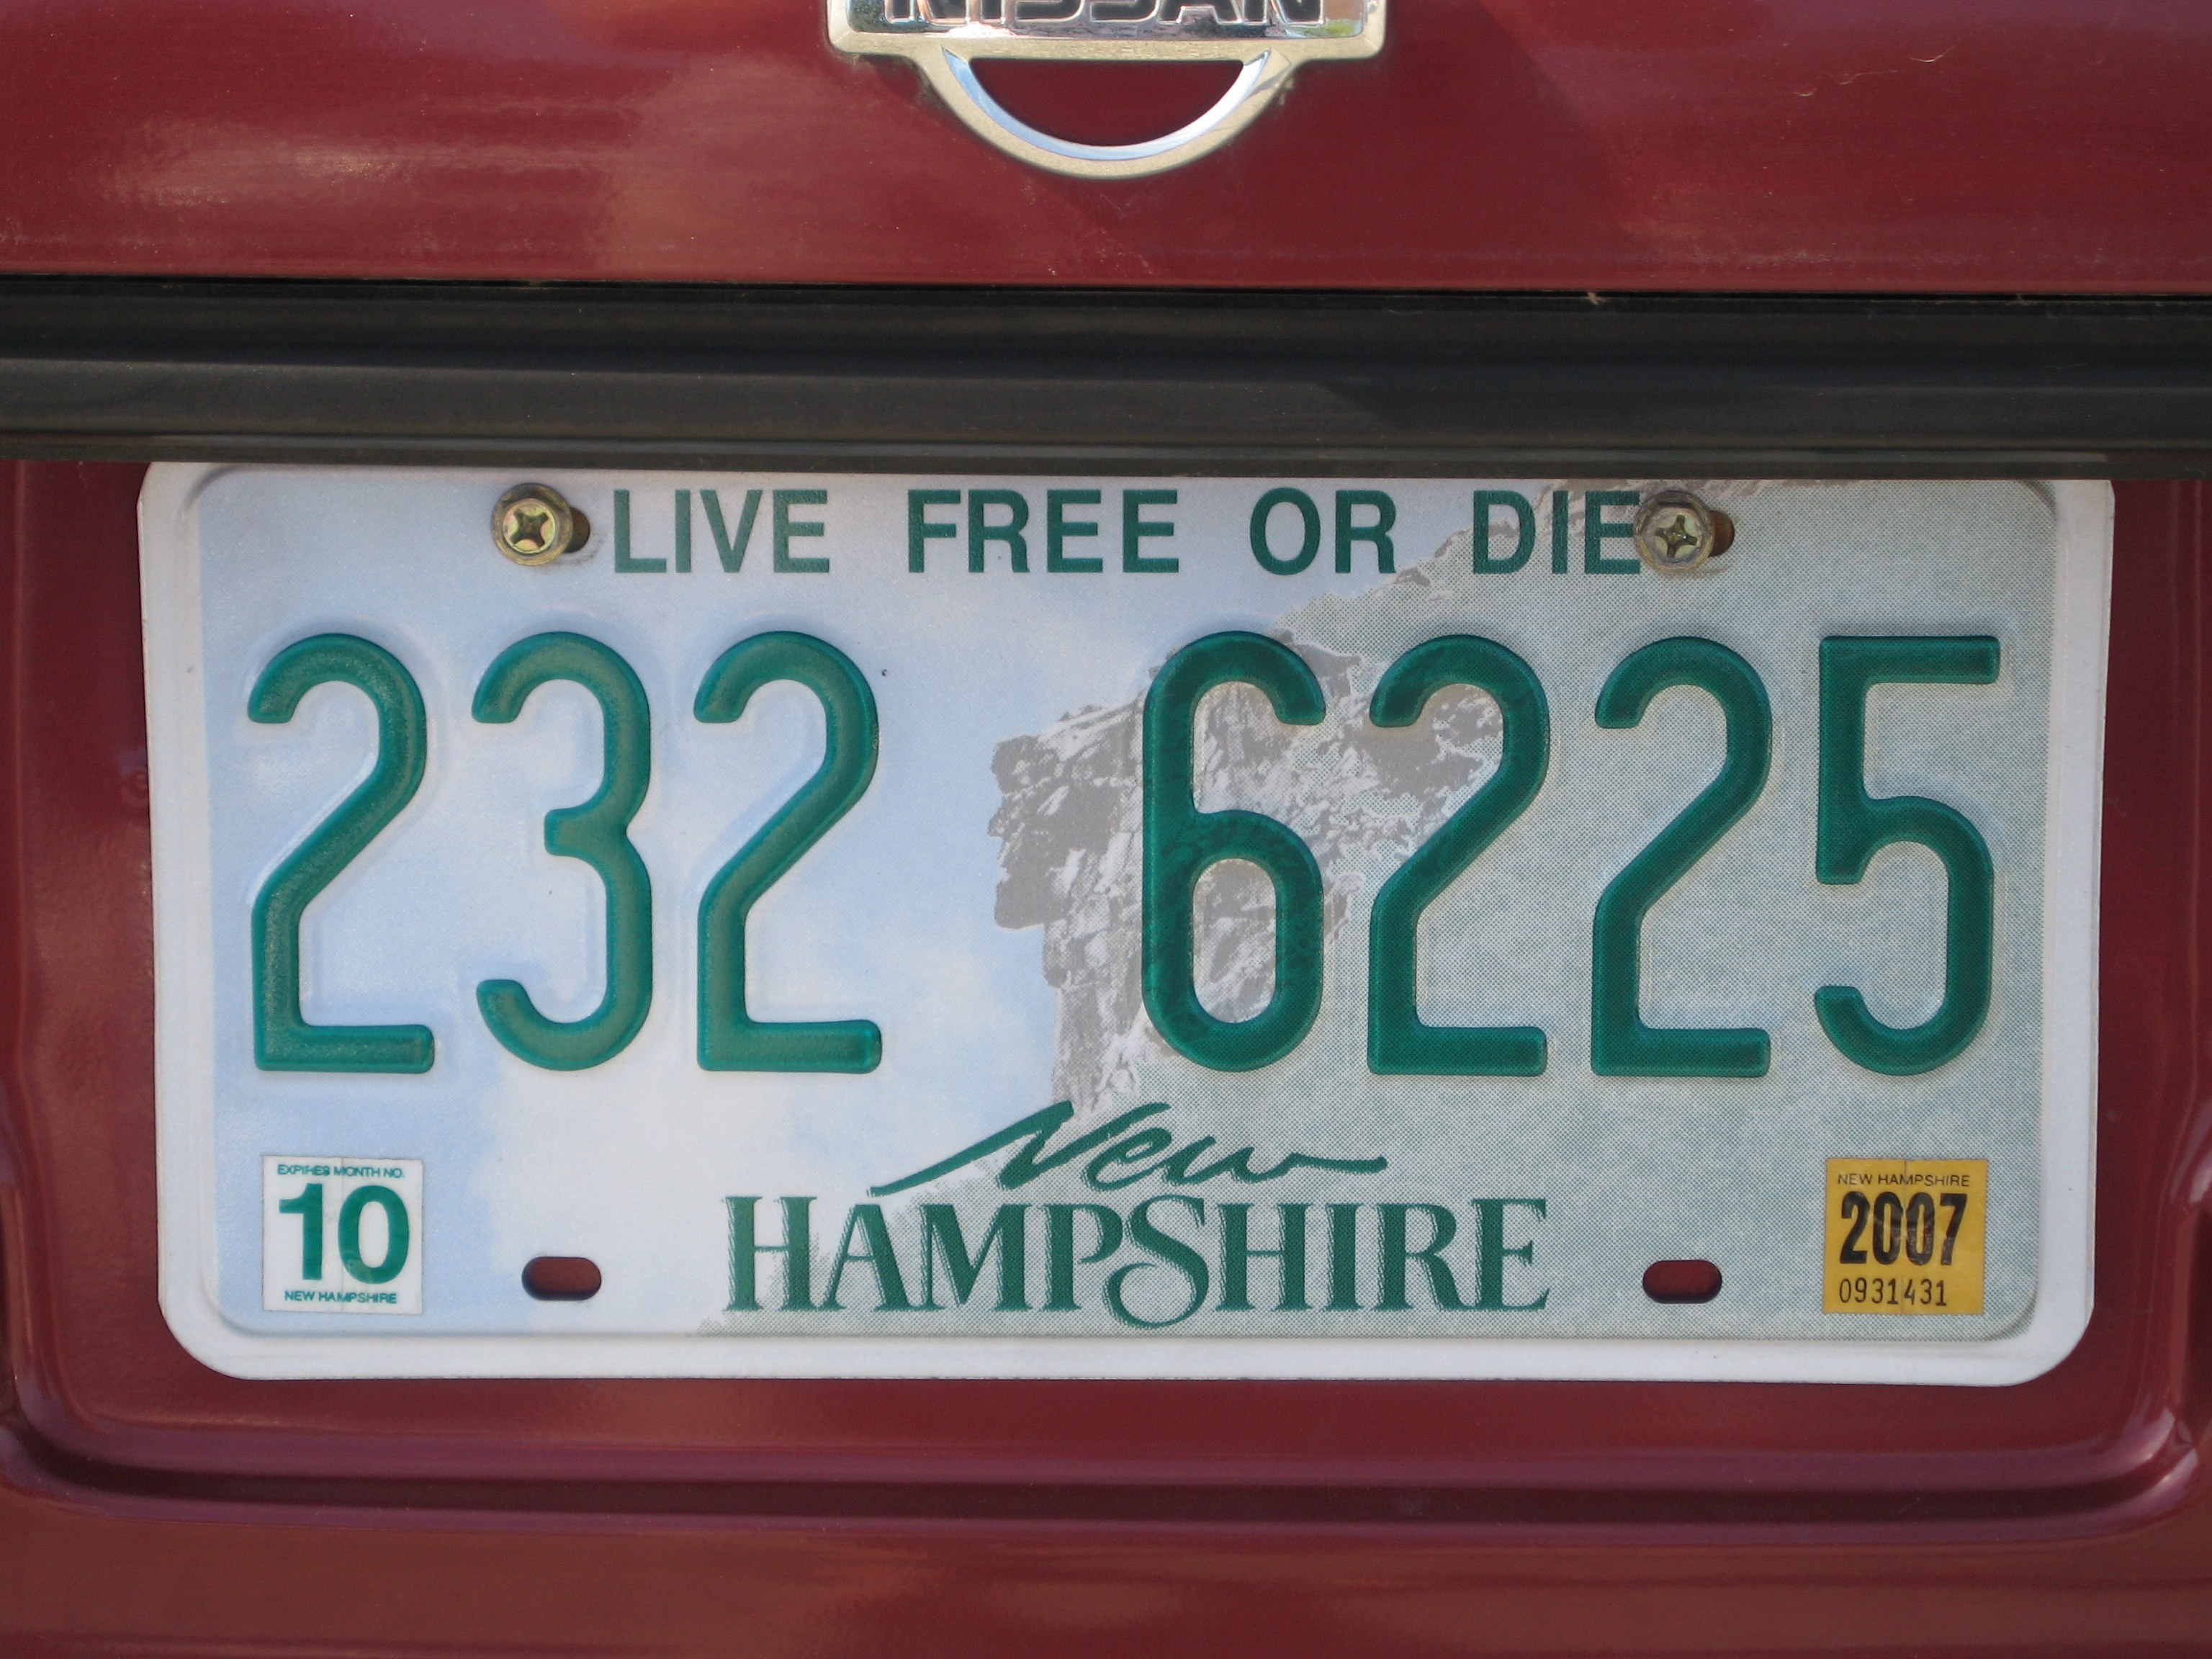 NISSAN
LIVE FREE OR DIE
232 6225
EXPIRES MONTH NO.
10
NEW HAMPSHIRE
New
HAMPSHIRE
NEW HAMPSHIRE
2007
0931431